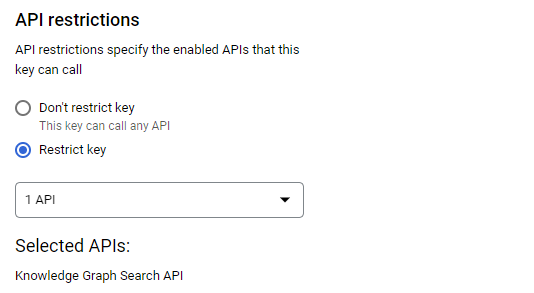 API restrictions
API restrictions specify the enabled APIs that this
key can call
Don't restrict key
This key can call any API
Restrict key
1 API
Selected APIs:
Knowledge Graph Search API